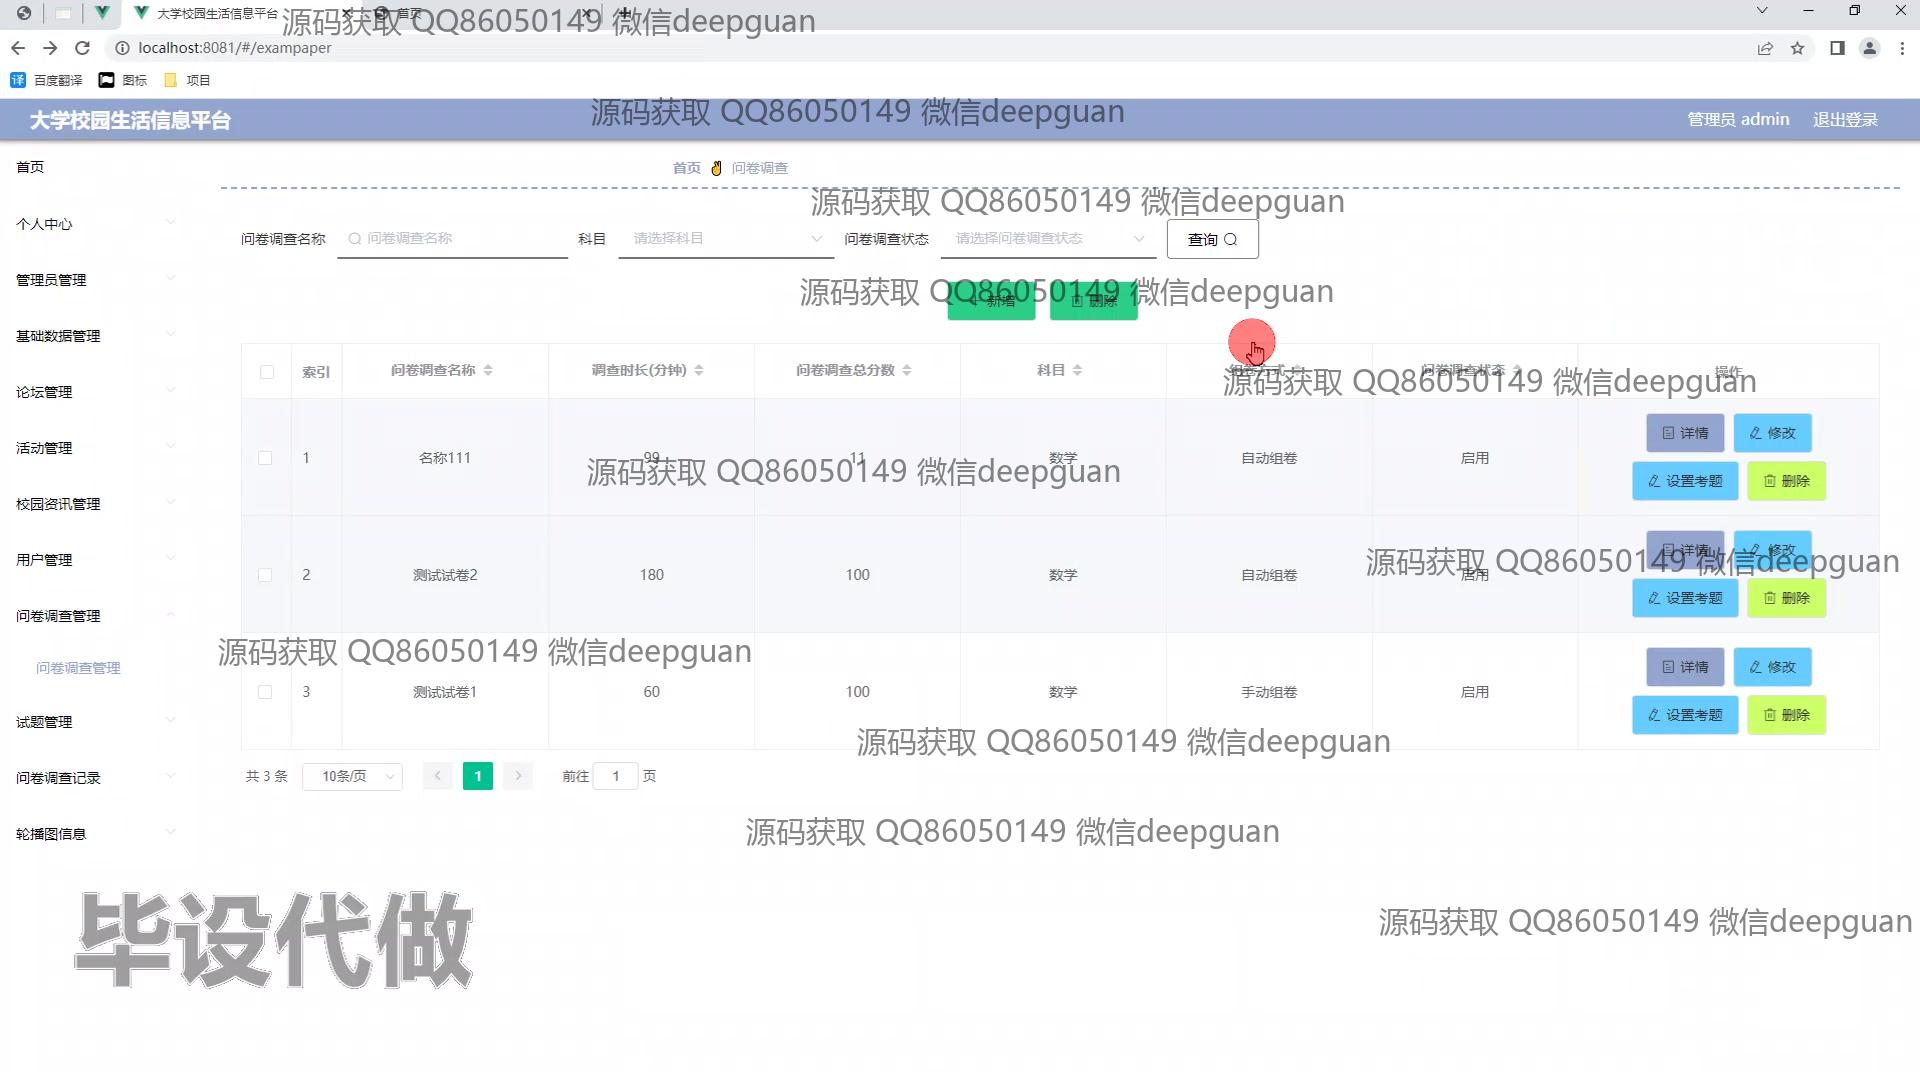 大学校园生活信息平台
首页
源码获取 QQ86050149 微信deepguan
localhost:8081/#/exampaper
百度翻译 图标 项目
大学校园生活信息平台
源码获取 QQ86050149 微信deepguan
管理员 admin 退出登录
首页
首页 问卷调查
源码获取 QQ86050149 微信deepguan
个人中心
问卷调查名称 问卷调查名称 科目 请选择科目 问卷调查状态 请选择问卷调查状态 查询
管理员管理
源码获取 QQ86050149 微信deepguan
新增 删除
基础数据管理
索引 问卷调查名称 调查时长(分钟) 问卷调查总分数 科目 组卷方式 问卷调查状态 操作
源码获取 QQ86050149 微信deepguan
论坛管理
详情 修改
活动管理
1 名称111 99 11 数学 自动组卷 启用
源码获取 QQ86050149 微信deepguan
设置考题 删除
校园资讯管理
详情 修改
用户管理
源码获取 QQ86050149 微信deepguan
2 测试试卷2 180 100 数学 自动组卷 启用
设置考题 删除
问卷调查管理
源码获取 QQ86050149 微信deepguan
问卷调查管理
详情 修改
3 测试试卷1 60 100 数学 手动组卷 启用
设置考题 删除
试题管理
源码获取 QQ86050149 微信deepguan
问卷调查记录
共 3 条 10条/页 1 前往 1 页
轮播图信息
源码获取 QQ86050149 微信deepguan
毕设代做
源码获取 QQ86050149 微信deepguan